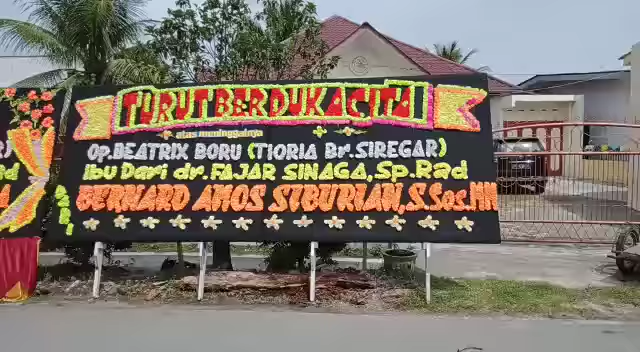 TURUT BERDUKACITA
atas meninggalnya
Op.BEATRIX BORU (TIORIA Br.SIREGAR)
Ibu Dari dr.FAJAR SINAGA,Sp.Rad
BERNARD AMOS SIBURIAN,S.Sos.MM